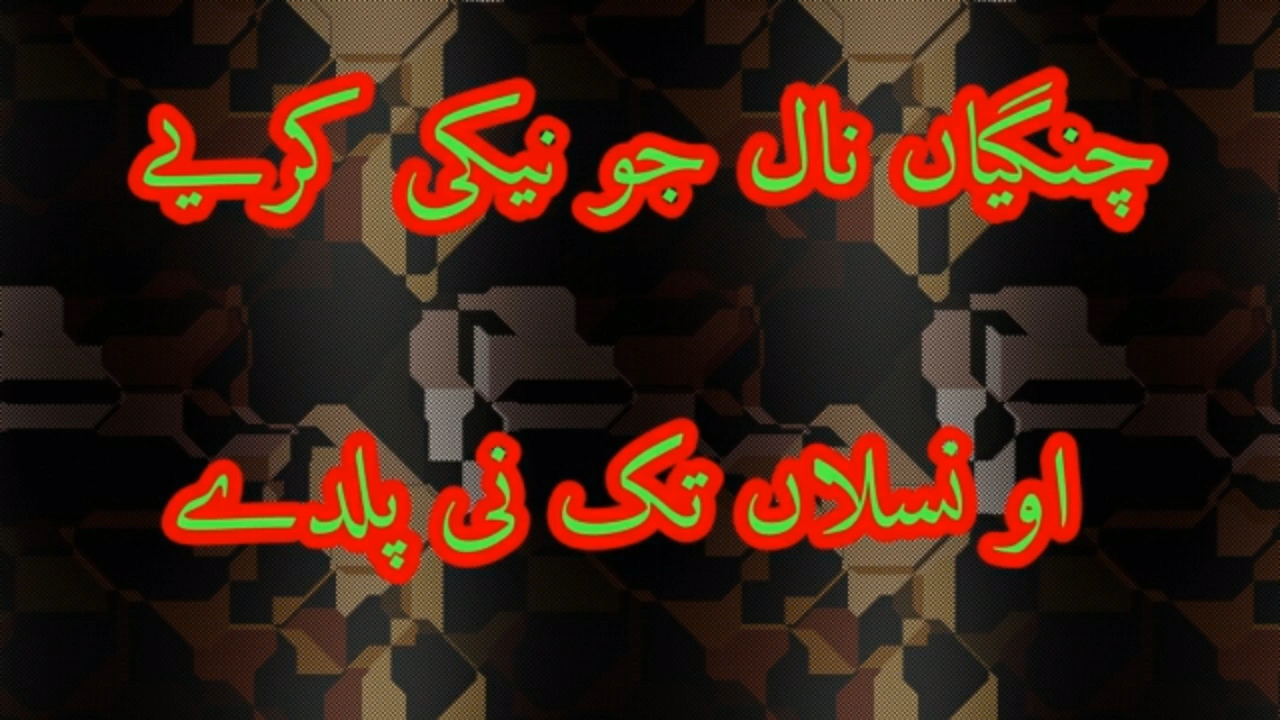 چنگیاں نال جو نیکی کریے
او نسلاں تک نی پلدے